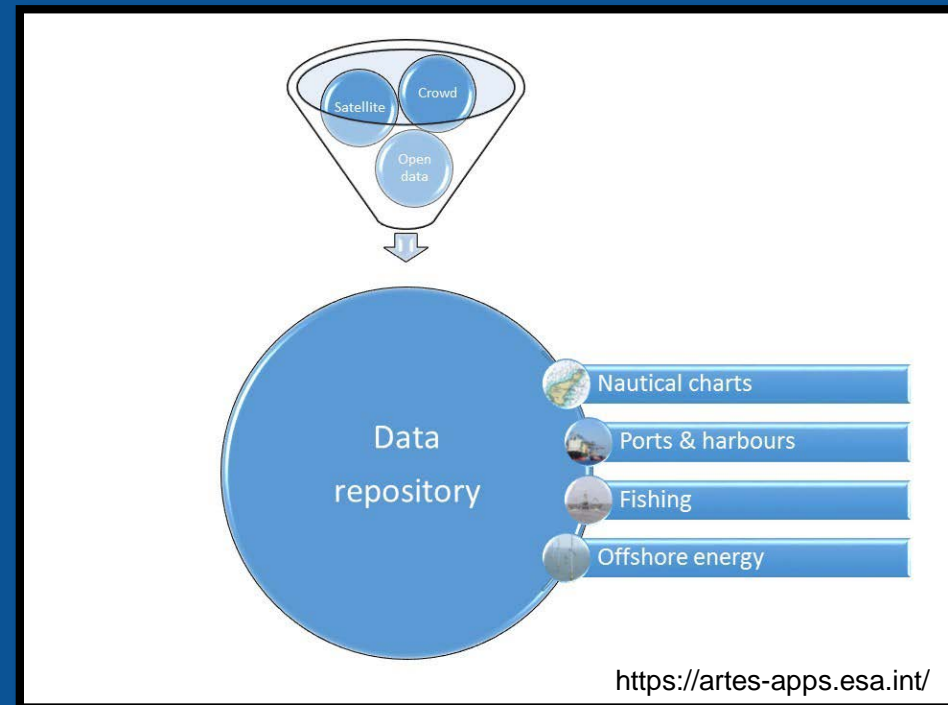 Satellite
Crowd
Open
data
Data
repository
Nautical charts
Ports & harbours
Fishing
Offshore energy
https://artes-apps.esa.int/